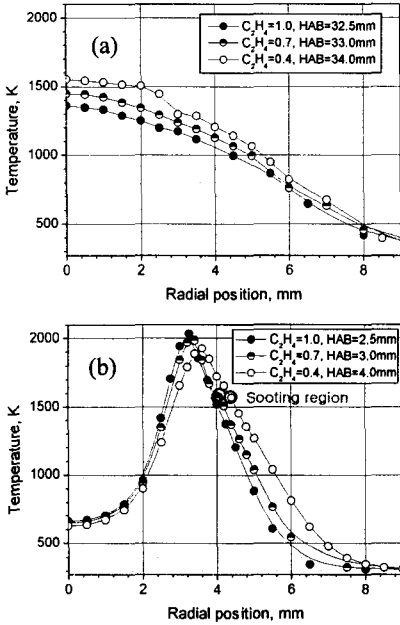 (a)
C₂H₄=1.0, HAB=32.5mm
C₂H₄=0.7, HAB=33.0mm
C₂H₄=0.4, HAB=34.0mm
2000
1500
1000
500
Temperature, K
0 2 4 6 8
Radial position, mm
(b)
C₂H₄=1.0, HAB=2.5mm
C₂H₄=0.7, HAB=3.0mm
C₂H₄=0.4, HAB=4.0mm
Sooting region
2000
1500
1000
500
Temperature, K
0 2 4 6 8
Radial position, mm